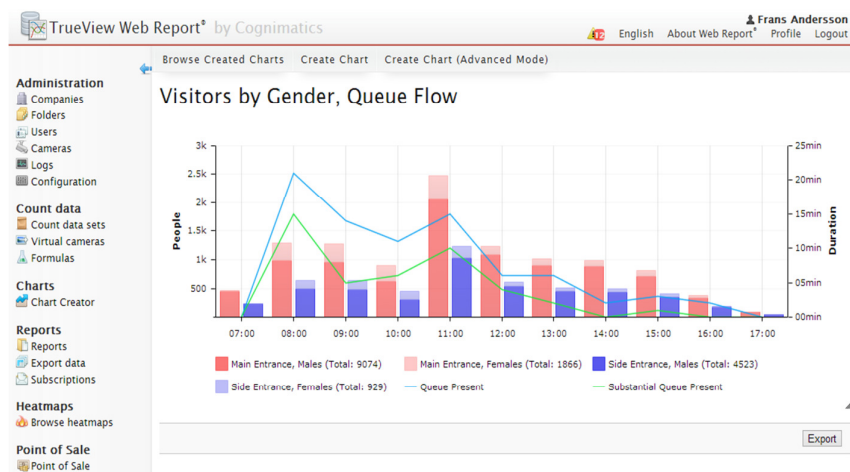 TrueView Web Report® by Cognimatics
Frans Andersson
312 English About Web Report® Profile Logout
Browse Created Charts Create Chart Create Chart (Advanced Mode)
Administration
Companies
Folders
Users
Cameras
Logs
Configuration
Count data
Count data sets
Virtual cameras
Formulas
Charts
Chart Creator
Reports
Reports
Export data
Subscriptions
Heatmaps
Browse heatmaps
Point of Sale
Point of Sale
Visitors by Gender, Queue Flow
People
3k
2.5k
2k
1.5k
1k
500
25min
20min
15min
10min
05min
00min
Duration
07:00 08:00 09:00 10:00 11:00 12:00 13:00 14:00 15:00 16:00 17:00
Main Entrance, Males (Total: 9074) Main Entrance, Females (Total: 1866) Side Entrance, Males (Total: 4523)
Side Entrance, Females (Total: 929) Queue Present Substantial Queue Present
Export